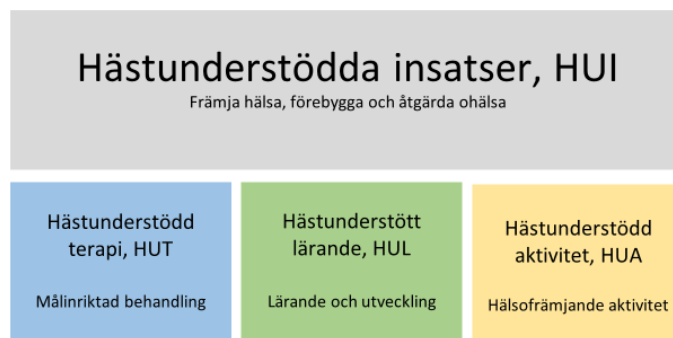 Hästunderstödda insatser, HUI
Främja hälsa, förebygga och åtgärda ohälsa
Hästunderstödd
terapi, HUT
Målinriktad behandling
Hästunderstött
lärande, HUL
Lärande och utveckling
Hästunderstödd
aktivitet, HUA
Hälsofrämjande aktivitet